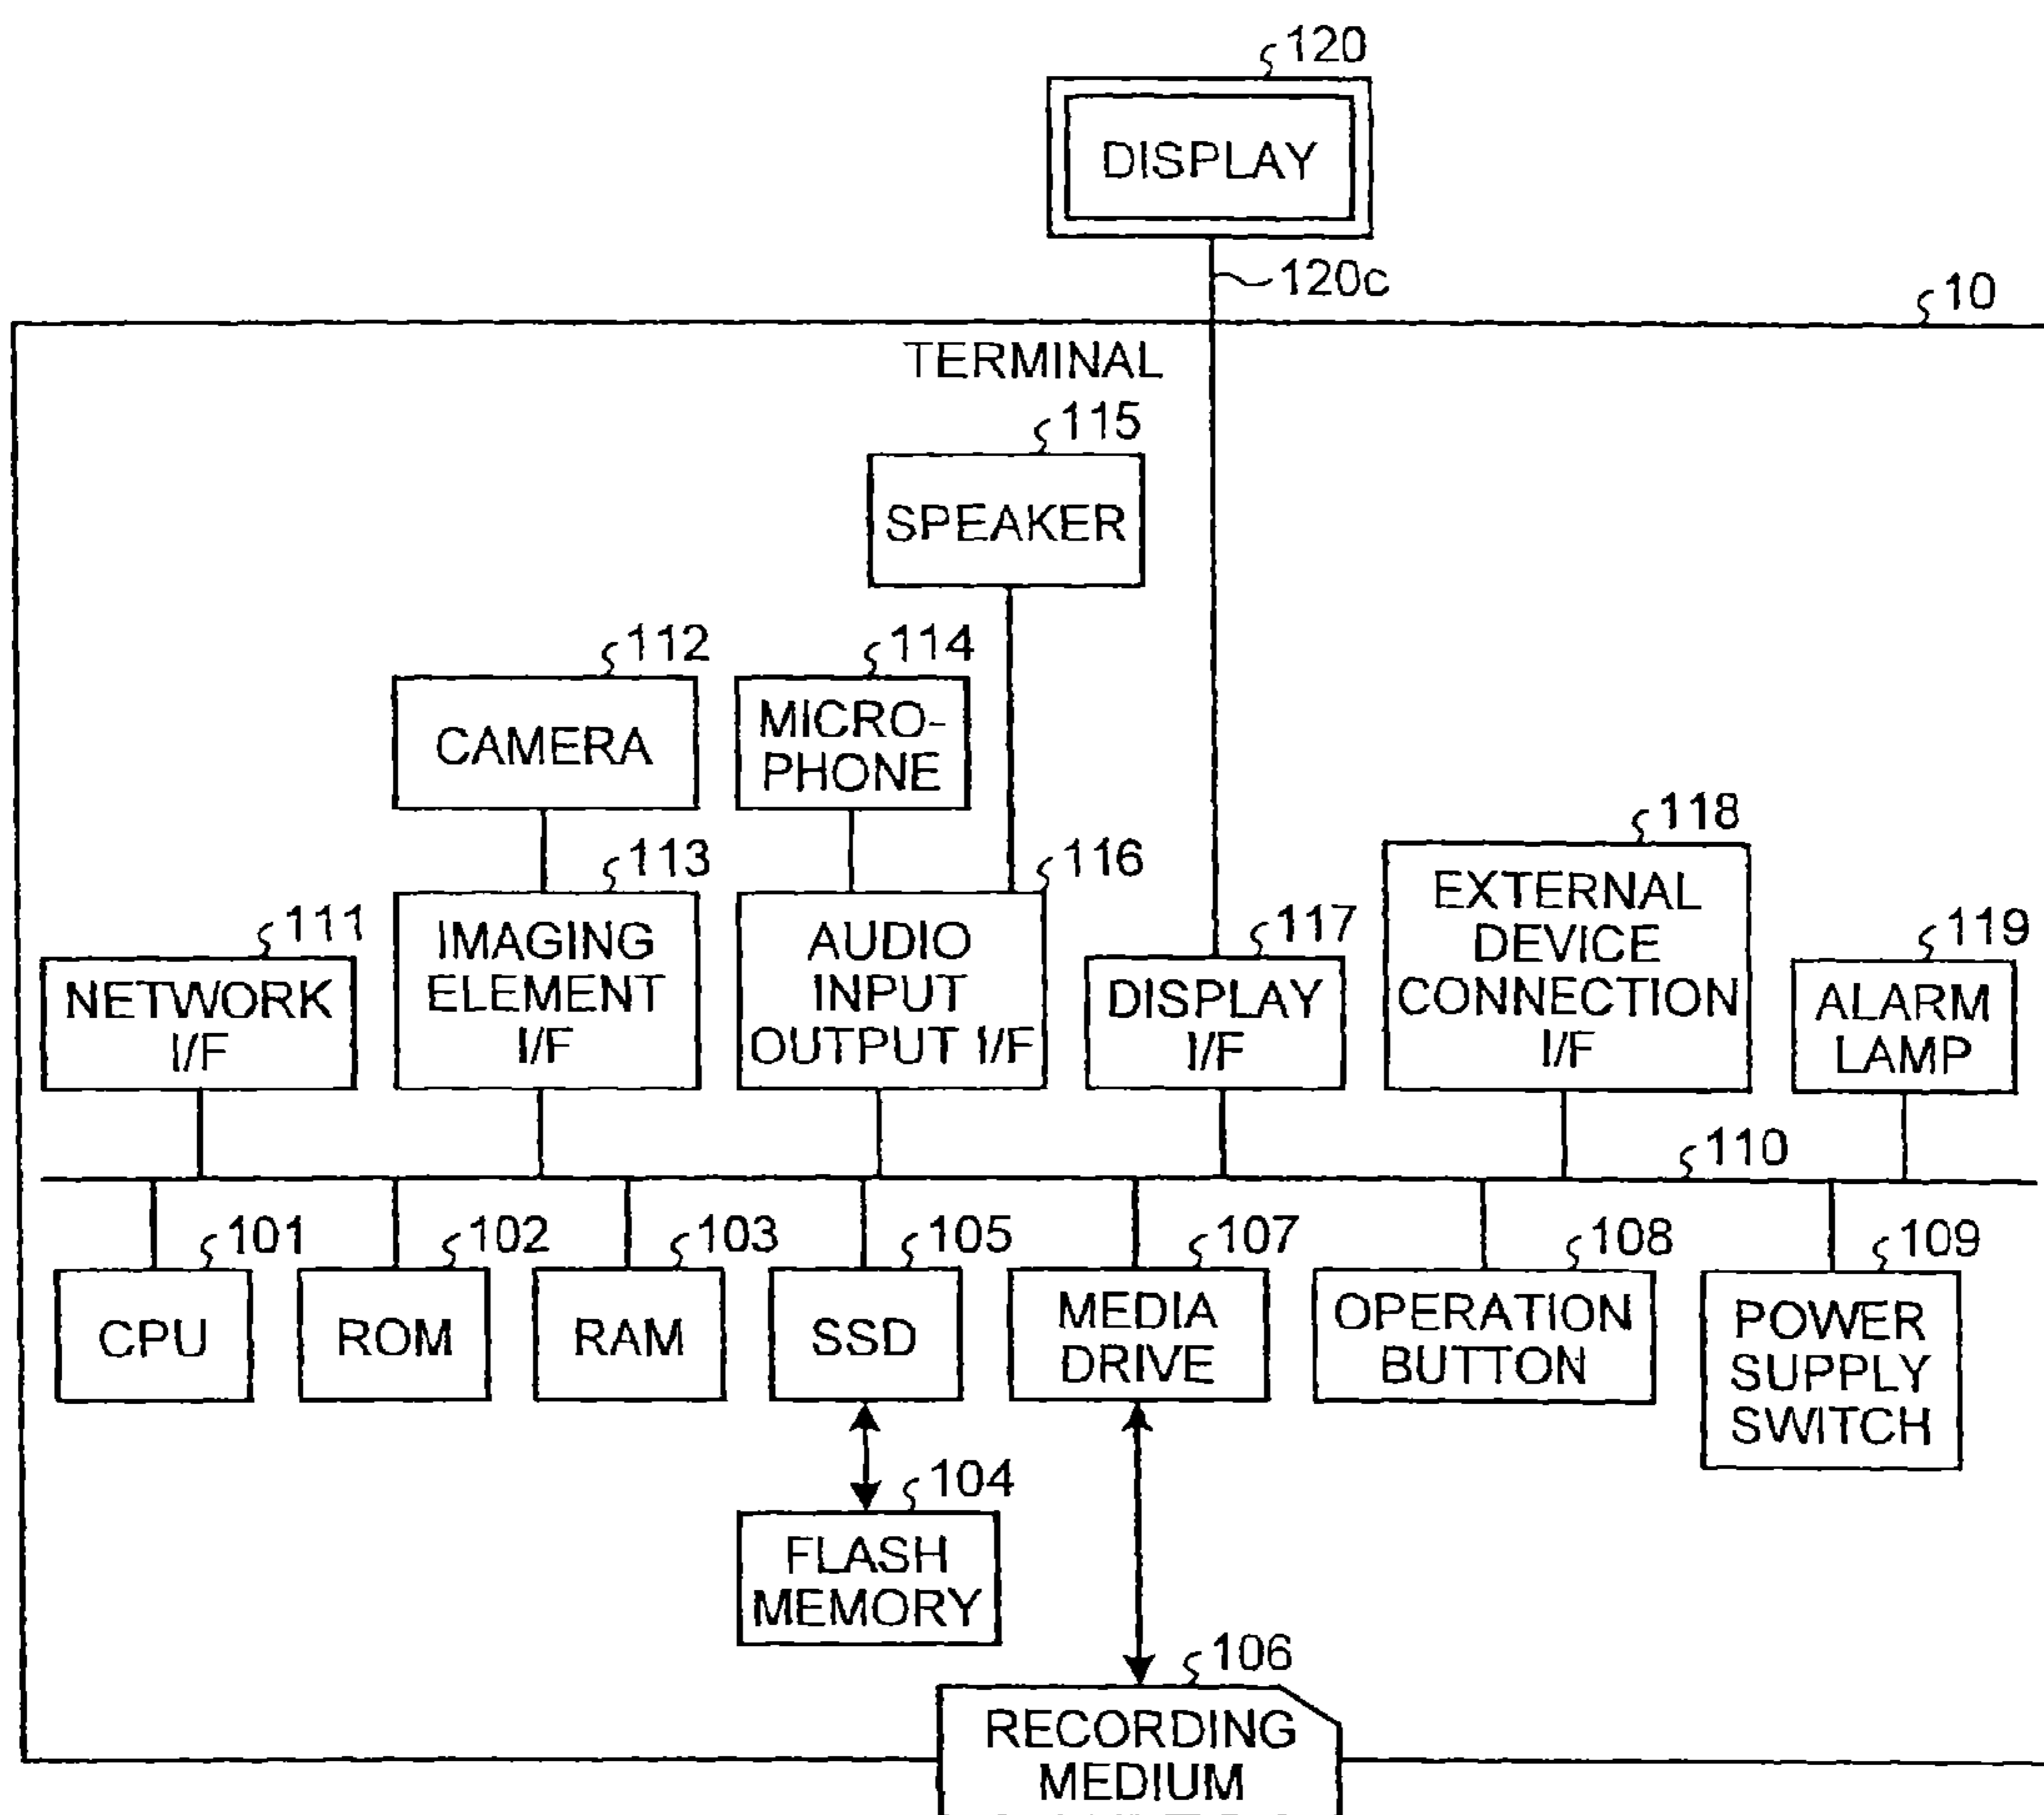 120
DISPLAY
120c
10
TERMINAL
115
SPEAKER
112
CAMERA
114
MICRO-
PHONE
118
EXTERNAL
DEVICE
CONNECTION
I/F
113
IMAGING
ELEMENT
I/F
116
AUDIO
INPUT
OUTPUT I/F
111
NETWORK
I/F
117
DISPLAY
I/F
119
ALARM
LAMP
110
101
CPU
102
ROM
103
RAM
105
SSD
107
MEDIA
DRIVE
108
OPERATION
BUTTON
109
POWER
SUPPLY
SWITCH
104
FLASH
MEMORY
106
RECORDING
MEDIUM